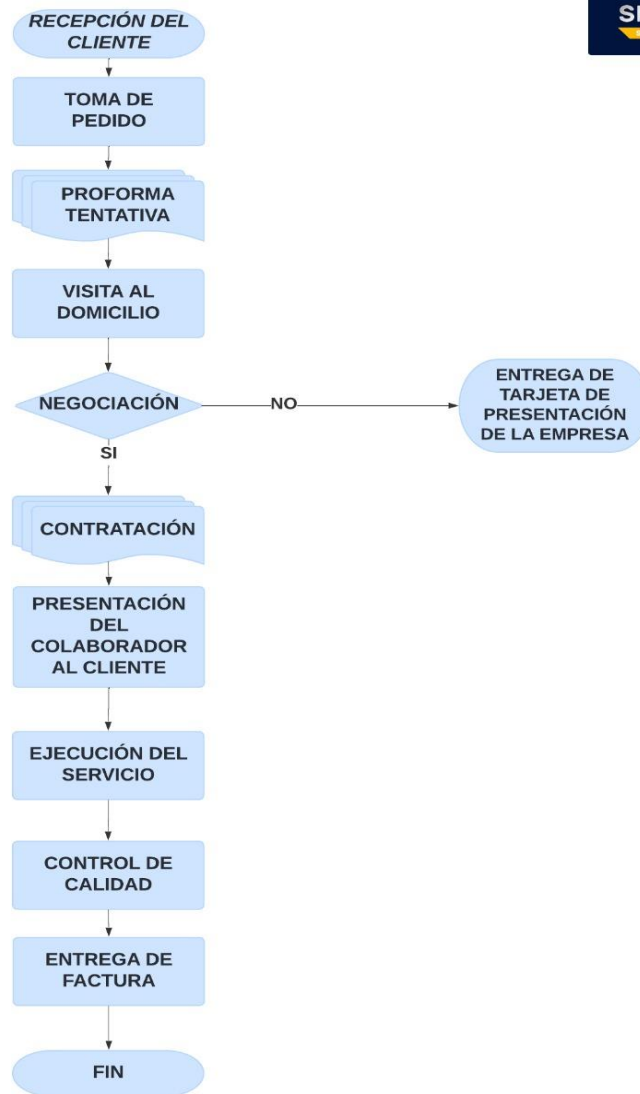 RECEPCIÓN DEL
CLIENTE
TOMA DE
PEDIDO
PROFORMA
TENTATIVA
VISITA AL
DOMICILIO
NEGOCIACIÓN
NO
ENTREGA DE
TARJETA DE
PRESENTACIÓN
DE LA EMPRESA
SI
CONTRATACIÓN
PRESENTACIÓN
DEL
COLABORADOR
AL CLIENTE
EJECUCIÓN DEL
SERVICIO
CONTROL DE
CALIDAD
ENTREGA DE
FACTURA
FIN